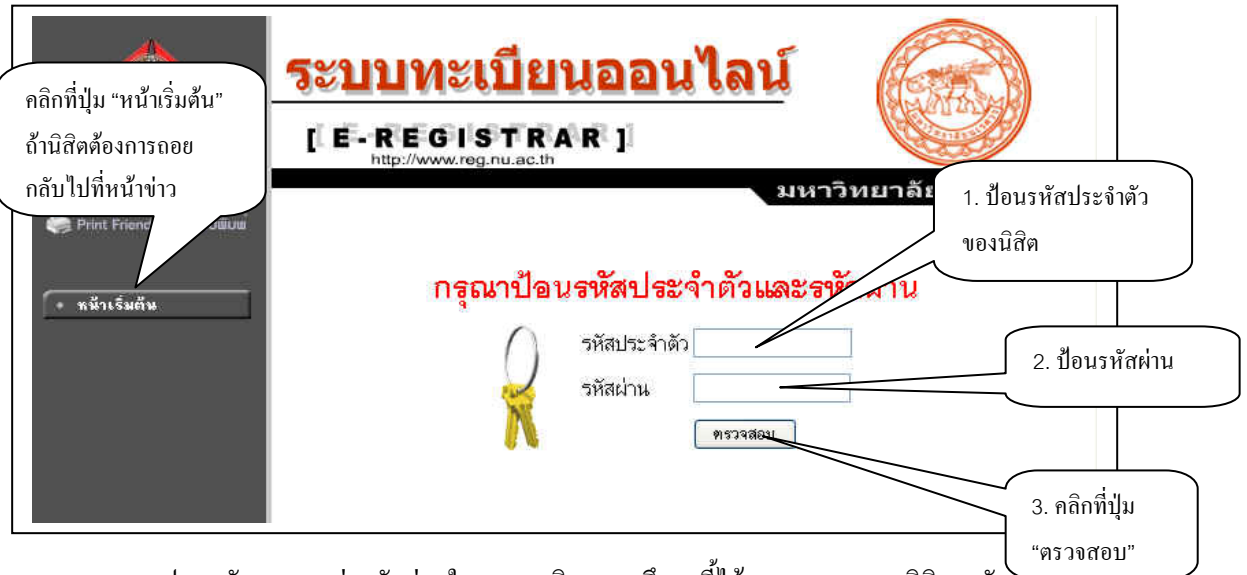 ระบบทะเบียนออนไลน์
[ E-REGISTRAR ]
http://www.reg.nu.ac.th
มหาวิทยาลัย
คลิกที่ปุ่ม “หน้าเริ่มต้น”
ถ้านิสิตต้องการถอย
กลับไปที่หน้าข่าว
Print Friend
หน้าเริ่มต้น
1. ป้อนรหัสประจำตัว
ของนิสิต
กรุณาป้อนรหัสประจำตัวและรหัสผ่าน
รหัสประจำตัว
รหัสผ่าน
2. ป้อนรหัสผ่าน
ตรวจสอบ
3. คลิกที่ปุ่ม
“ตรวจสอบ”